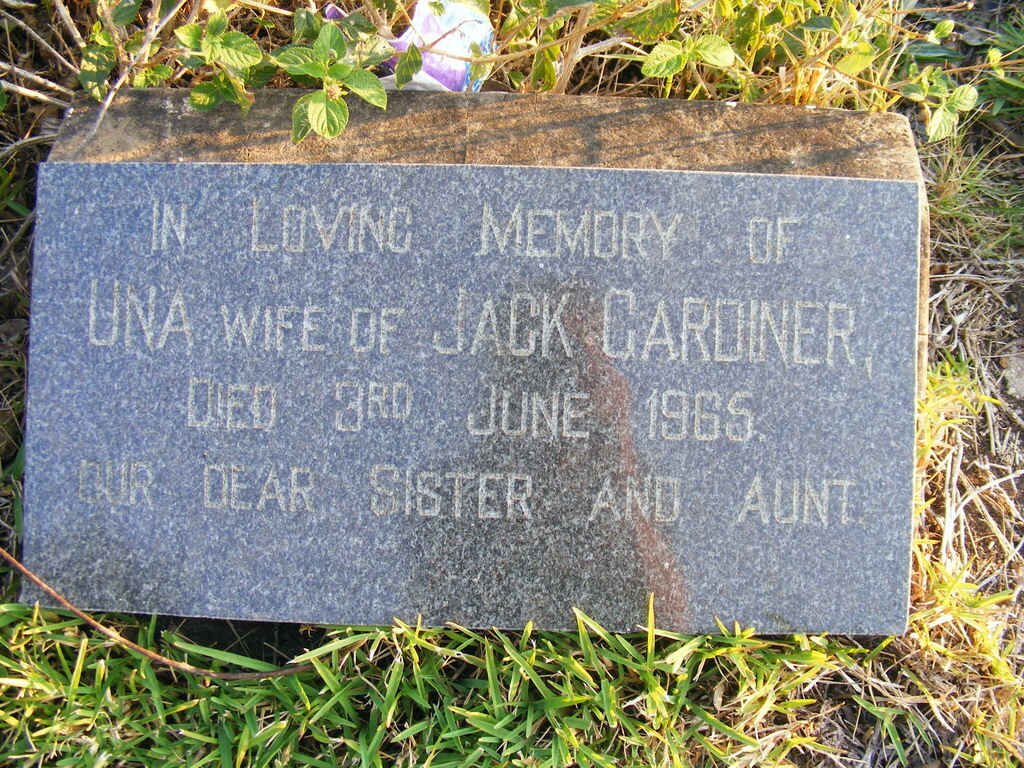 IN LOVING MEMORY OF
UNA WIFE OF JACK GARDINER,
DIED 3RD JUNE 1965.
OUR DEAR SISTER AND AUNT.